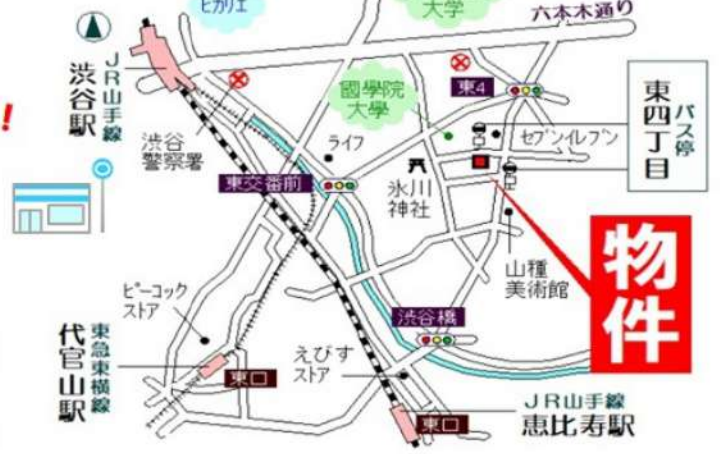 ヒカリエ
大学
六本木通り
JR山手線
渋谷駅
!
渋谷
警察署
國學院
大學
東4
バス停
東四丁目
セブンイレブン
ライフ
東交番前
氷川
神社
山種
美術館
物件
ピーコック
ストア
渋谷橋
東急東横線
代官山駅
東口
えびす
ストア
東口
JR山手線
恵比寿駅